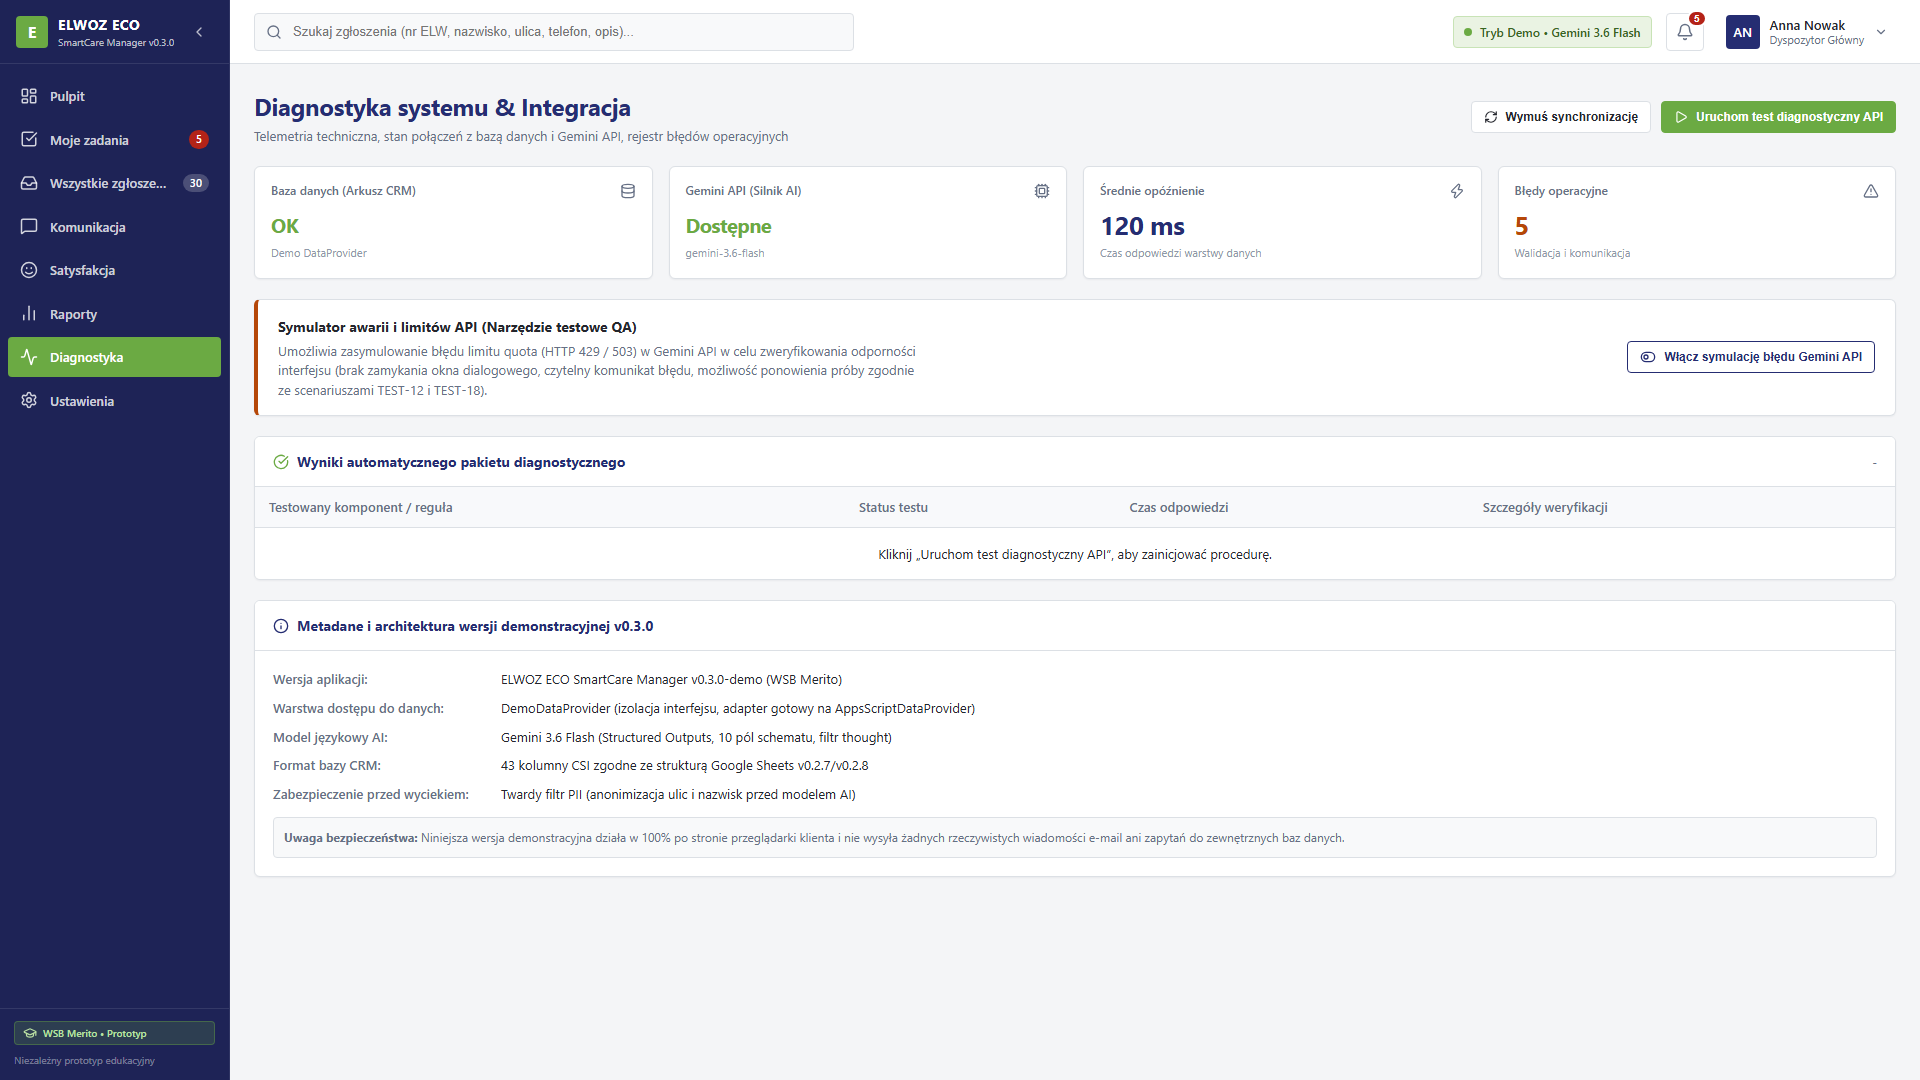 E
ELWOZ ECO
SmartCare Manager v0.3.0
Szukaj zgłoszenia (nr ELW, nazwisko, ulica, telefon, opis)...
Tryb Demo • Gemini 3.6 Flash
5
AN
Anna Nowak
Dyspozytor Główny
Pulpit
Moje zadania
5
Wszystkie zgłosze...
30
Komunikacja
Satysfakcja
Raporty
Diagnostyka
Ustawienia
WSB Merito • Prototyp
Niezależny prototyp edukacyjny
Diagnostyka systemu & Integracja
Telemetria techniczna, stan połączeń z bazą danych i Gemini API, rejestr błędów operacyjnych
Wymuś synchronizację
Uruchom test diagnostyczny API
Baza danych (Arkusz CRM)
OK
Demo DataProvider
Gemini API (Silnik AI)
Dostępne
gemini-3.6-flash
Średnie opóźnienie
120 ms
Czas odpowiedzi warstwy danych
Błędy operacyjne
5
Walidacja i komunikacja
Symulator awarii i limitów API (Narzędzie testowe QA)
Umożliwia zasymulowanie błędu limitu quota (HTTP 429 / 503) w Gemini API w celu zweryfikowania odporności
interfejsu (brak zamykania okna dialogowego, czytelny komunikat błędu, możliwość ponowienia próby zgodnie
ze scenariuszami TEST-12 i TEST-18).
Włącz symulację błędu Gemini API
Wyniki automatycznego pakietu diagnostycznego
-
Testowany komponent / reguła
Status testu
Czas odpowiedzi
Szczegóły weryfikacji
Kliknij „Uruchom test diagnostyczny API”, aby zainicjować procedurę.
Metadane i architektura wersji demonstracyjnej v0.3.0
Wersja aplikacji:
ELWOZ ECO SmartCare Manager v0.3.0-demo (WSB Merito)
Warstwa dostępu do danych:
DemoDataProvider (izolacja interfejsu, adapter gotowy na AppsScriptDataProvider)
Model językowy AI:
Gemini 3.6 Flash (Structured Outputs, 10 pól schematu, filtr thought)
Format bazy CRM:
43 kolumny CSI zgodne ze strukturą Google Sheets v0.2.7/v0.2.8
Zabezpieczenie przed wyciekiem:
Twardy filtr PII (anonimizacja ulic i nazwisk przed modelem AI)
Uwaga bezpieczeństwa: Niniejsza wersja demonstracyjna działa w 100% po stronie przeglądarki klienta i nie wysyła żadnych rzeczywistych wiadomości e-mail ani zapytań do zewnętrznych baz danych.